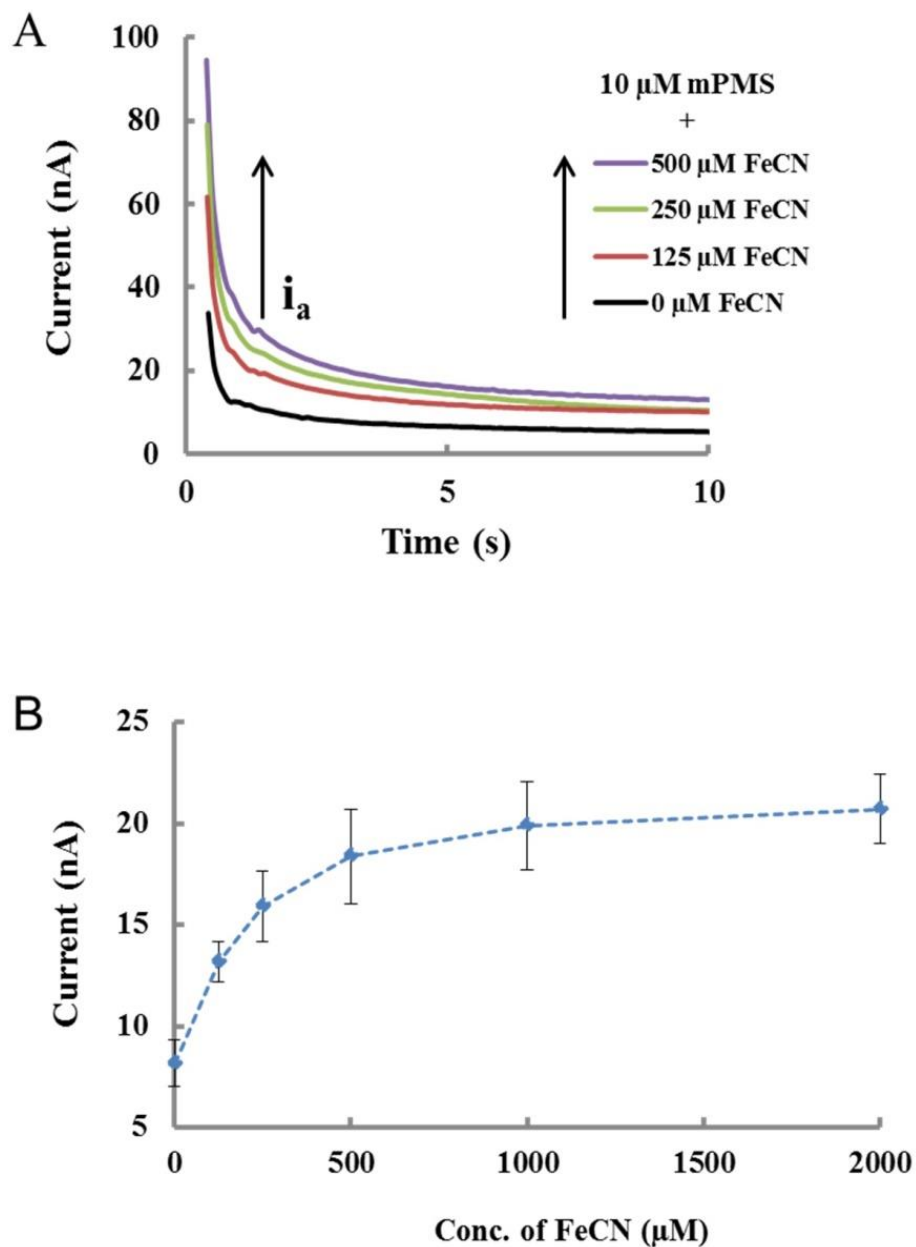 A
100
80
60
40
20
0
Current (nA)
10 µM mPMS
+
500 µM FeCN
250 µM FeCN
125 µM FeCN
0 µM FeCN
ia
0
5
10
Time (s)
B
25
20
15
10
5
Current (nA)
0
500
1000
1500
2000
Conc. of FeCN (µM)